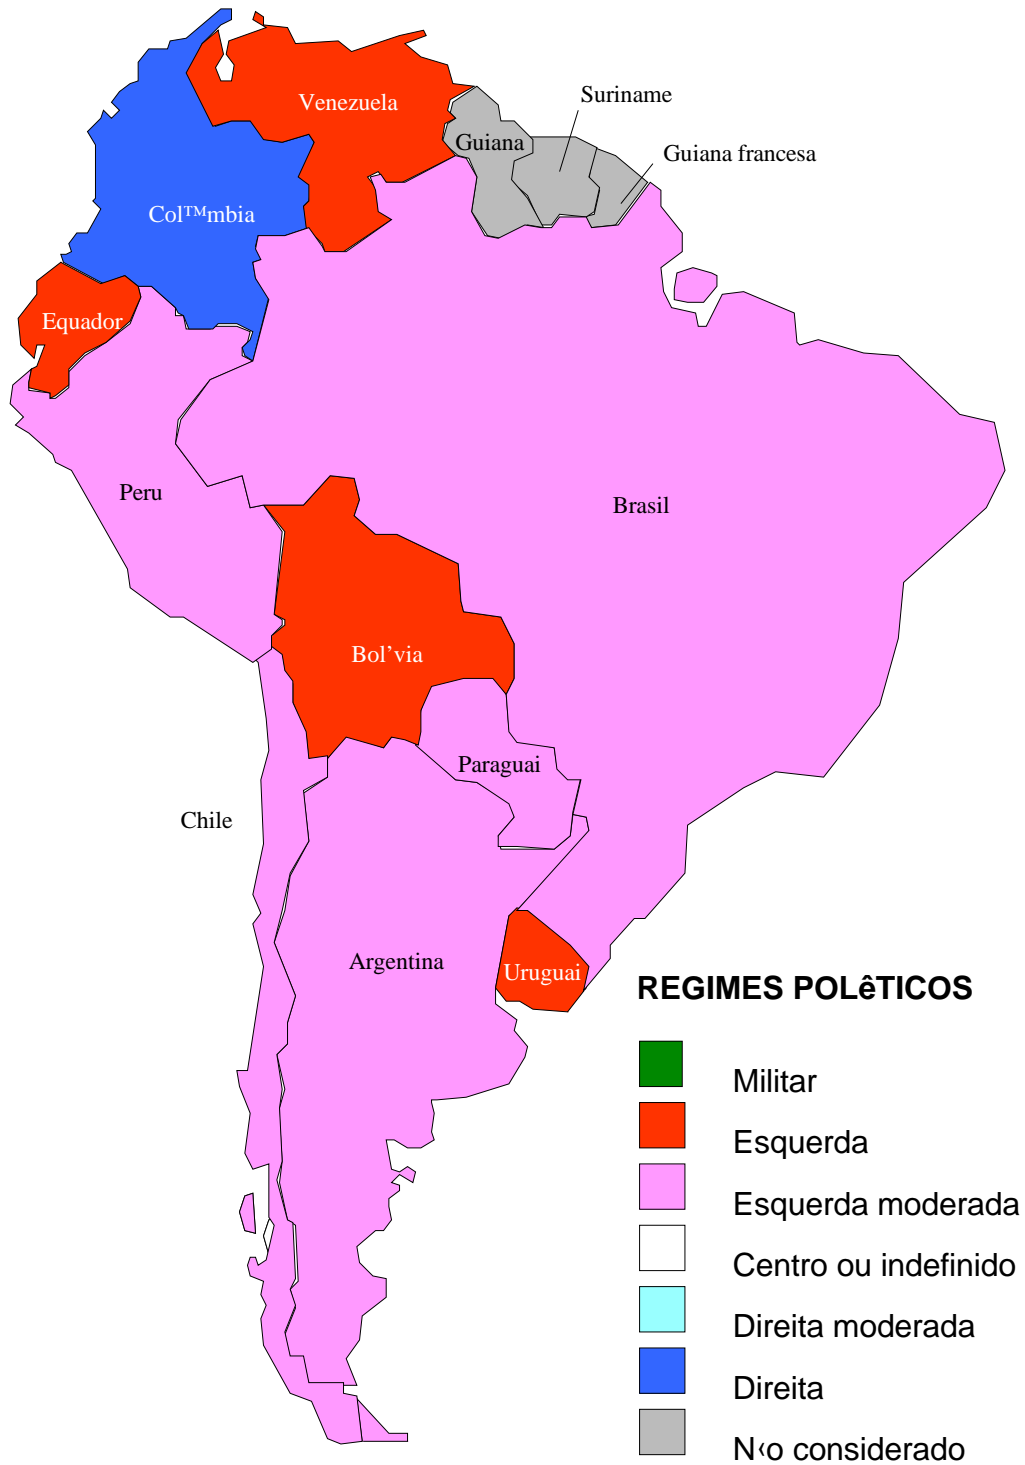 Suriname
Venezuela
Guiana
Guiana francesa
Col™mbia
Equador
Peru
Brasil
Bol’via
Paraguai
Chile
Argentina
Uruguai
REGIMES POLêTICOS
Militar
Esquerda
Esquerda moderada
Centro ou indefinido
Direita moderada
Direita
N‹o considerado